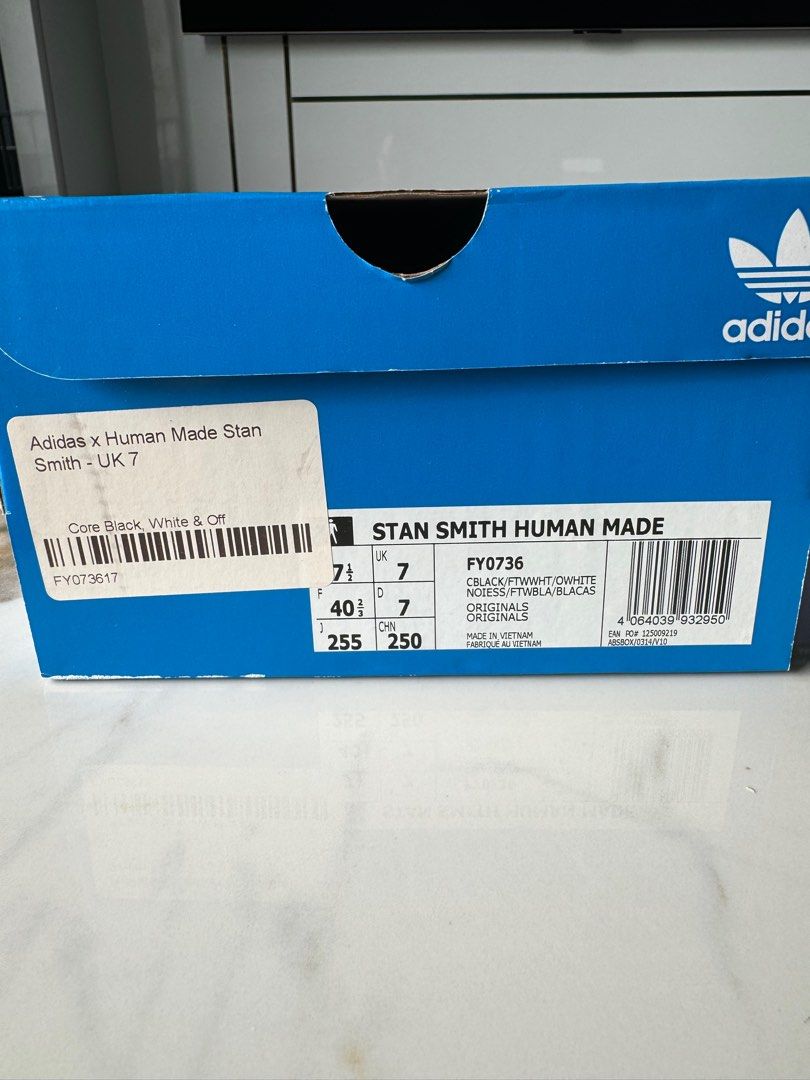 adid
Adidas x Human Made Stan
Smith - UK 7
Core Black, White & Off
FY073617
STAN SMITH HUMAN MADE
7½
UK
7
F
40⅔
D
7
J
255
CHN
250
FY0736
CBLACK/FTWWHT/OWHITE
NOIESS/FTWBLA/BLACAS
ORIGINALS
ORIGINALS
MADE IN VIETNAM
FABRIQUE AU VIETNAM
4 064039 932950
EAN PO# 125009219
ABSBOX/0314/V10